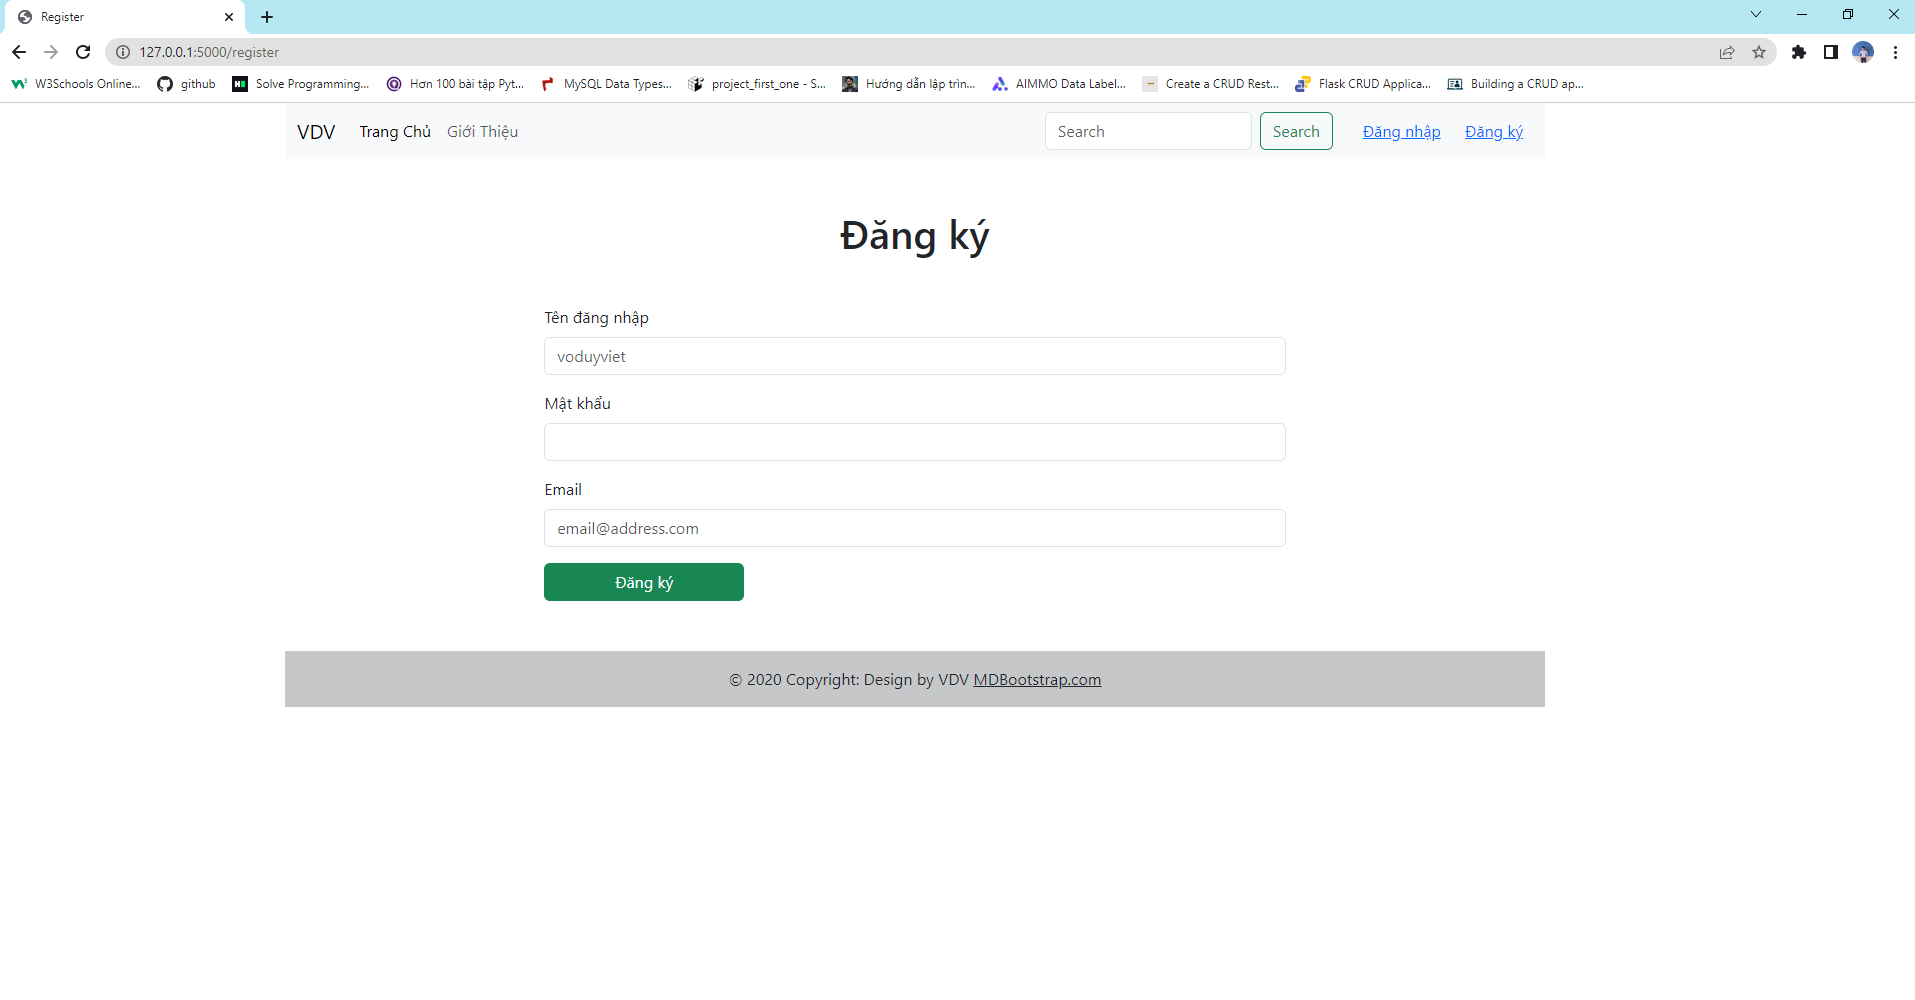 Register
127.0.0.1:5000/register
W3Schools Online... github Solve Programming... Hơn 100 bài tập Pyt... MySQL Data Types... project_first_one - S... Hướng dẫn lập trìn... AIMMO Data Label... Create a CRUD Rest... Flask CRUD Applica... Building a CRUD ap...
VDV Trang Chủ Giới Thiệu Search Search Đăng nhập Đăng ký
Đăng ký
Tên đăng nhập
voduyviet
Mật khẩu
Email
email@address.com
Đăng ký
© 2020 Copyright: Design by VDV MDBootstrap.com